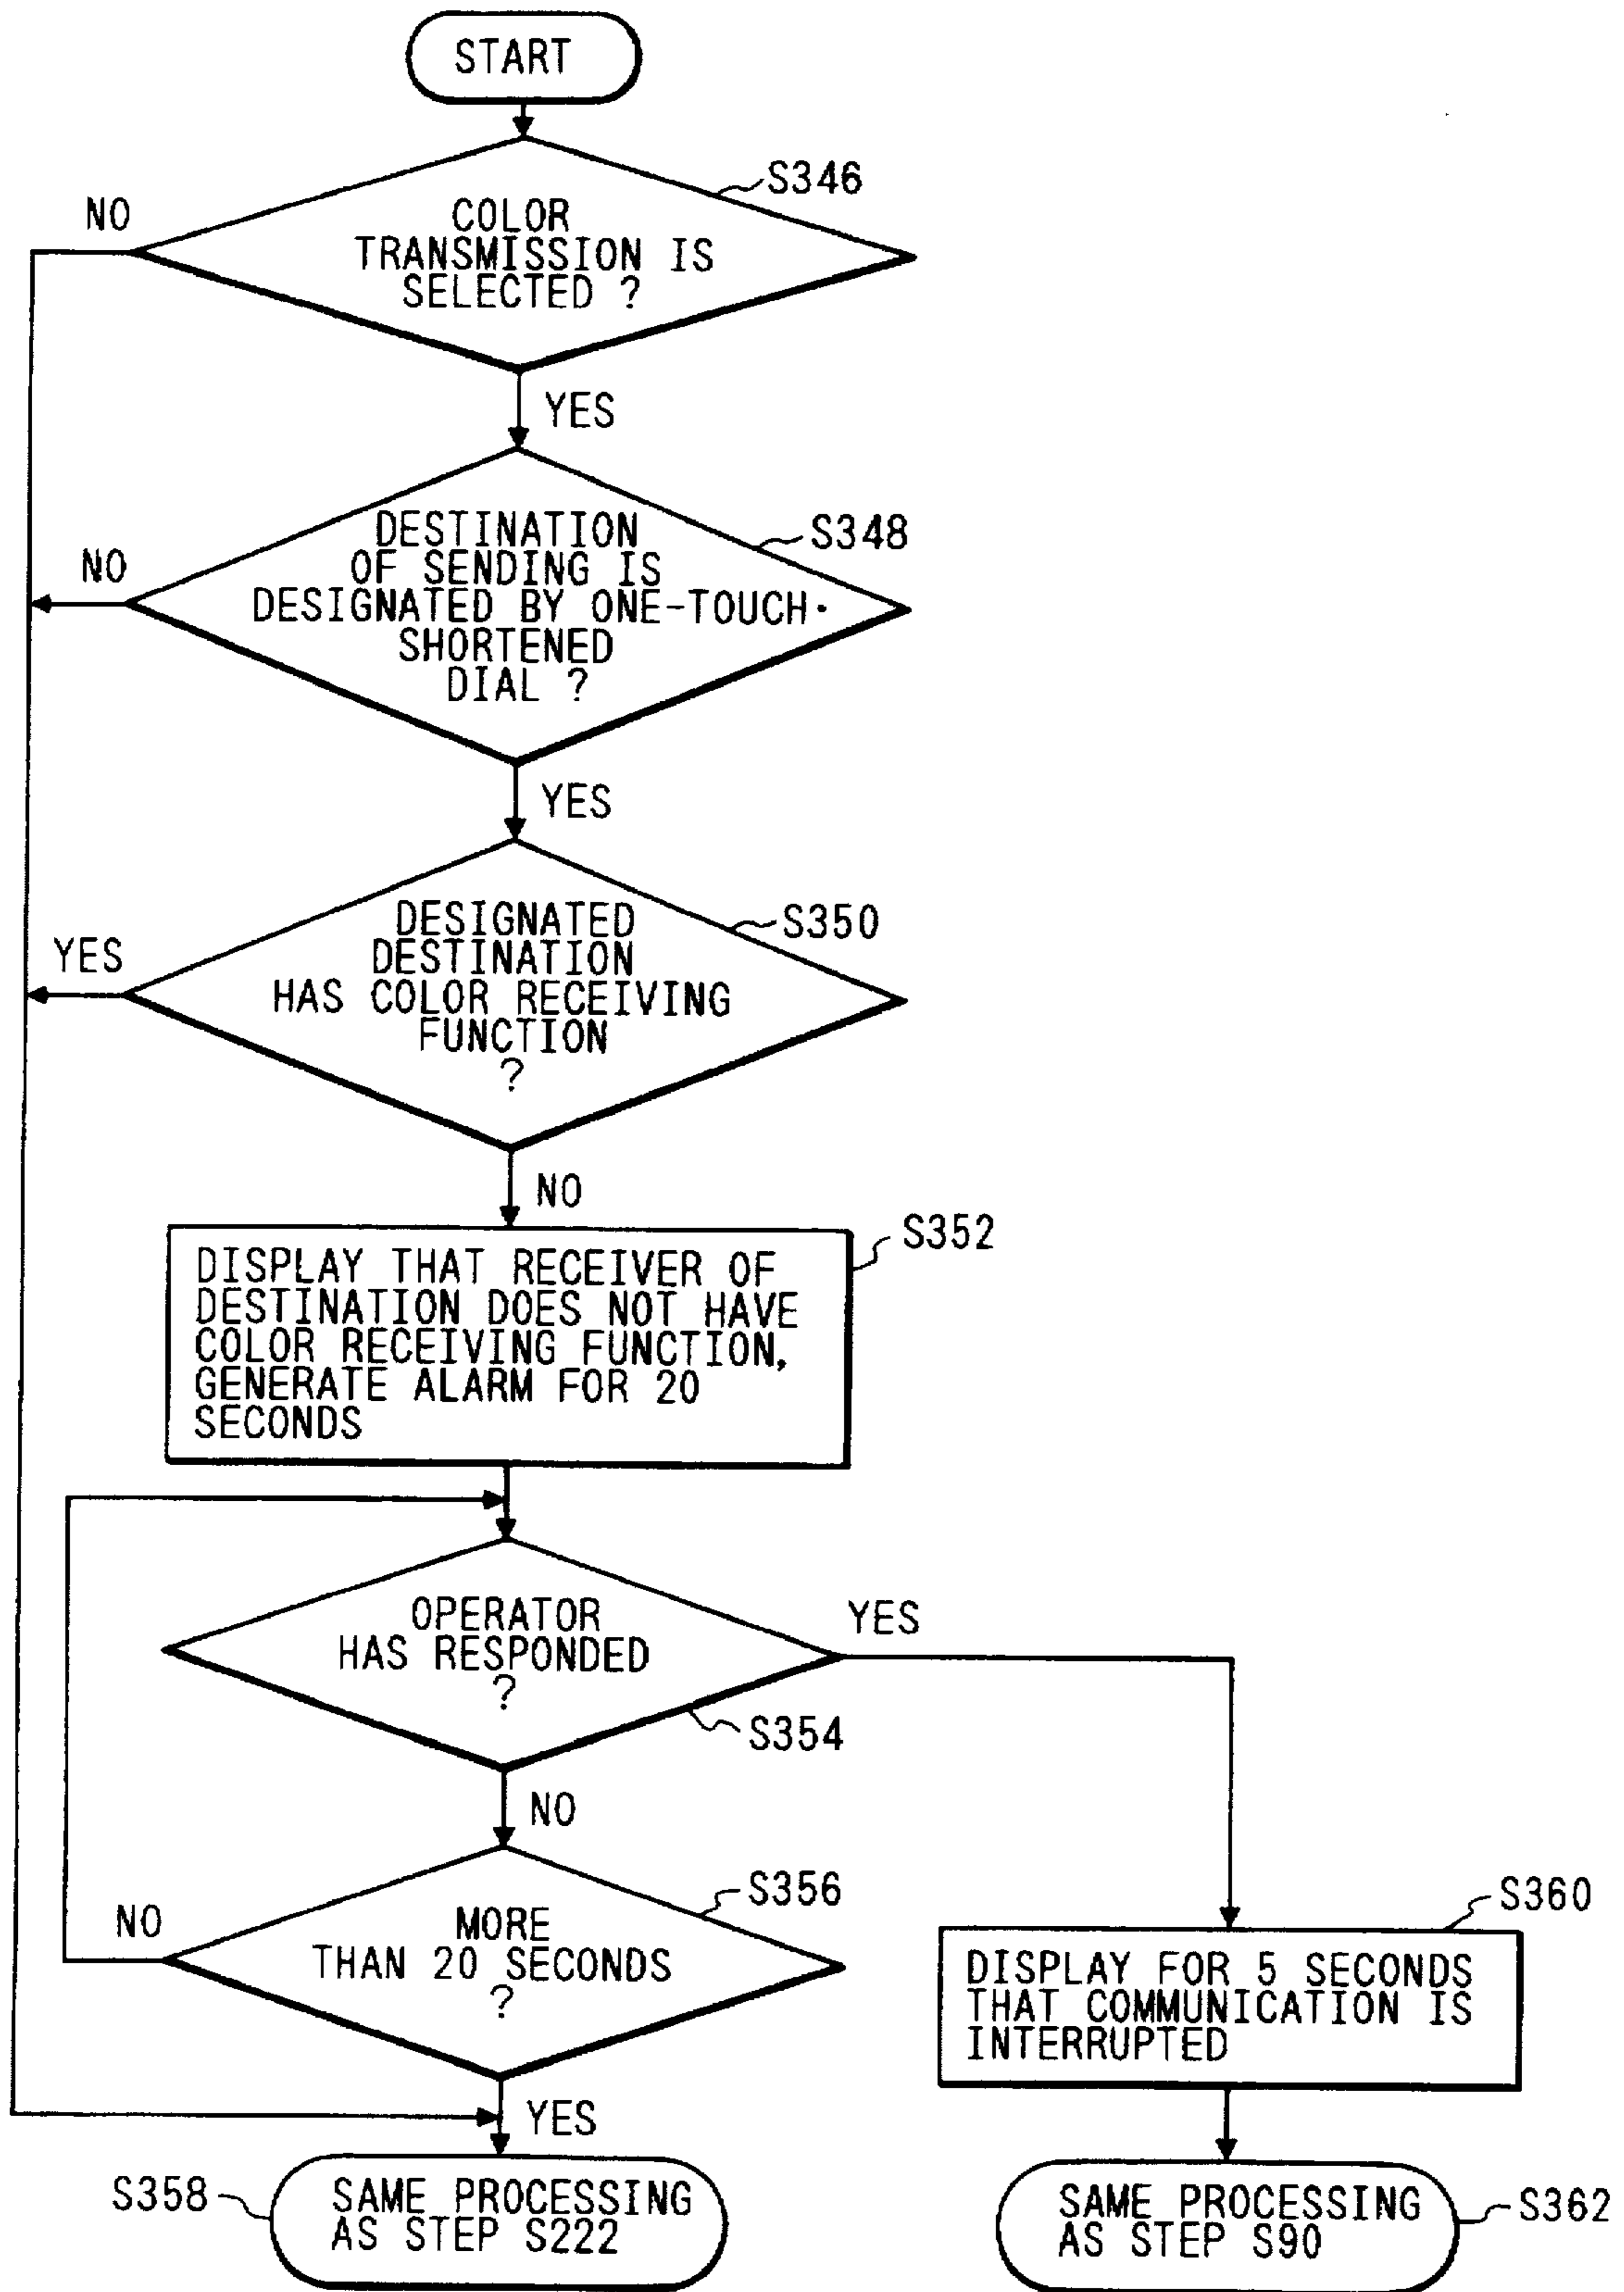 START
S346
NO
COLOR
TRANSMISSION IS
SELECTED ?
YES
S348
NO
DESTINATION
OF SENDING IS
DESIGNATED BY ONE-TOUCH·
SHORTENED
DIAL ?
YES
S350
YES
DESIGNATED
DESTINATION
HAS COLOR RECEIVING
FUNCTION
?
NO
S352
DISPLAY THAT RECEIVER OF
DESTINATION DOES NOT HAVE
COLOR RECEIVING FUNCTION,
GENERATE ALARM FOR 20
SECONDS
OPERATOR
HAS RESPONDED
?
YES
S354
NO
S356
NO
MORE
THAN 20 SECONDS
?
S360
DISPLAY FOR 5 SECONDS
THAT COMMUNICATION IS
INTERRUPTED
YES
S358
SAME PROCESSING
AS STEP S222
SAME PROCESSING
AS STEP S90
S362